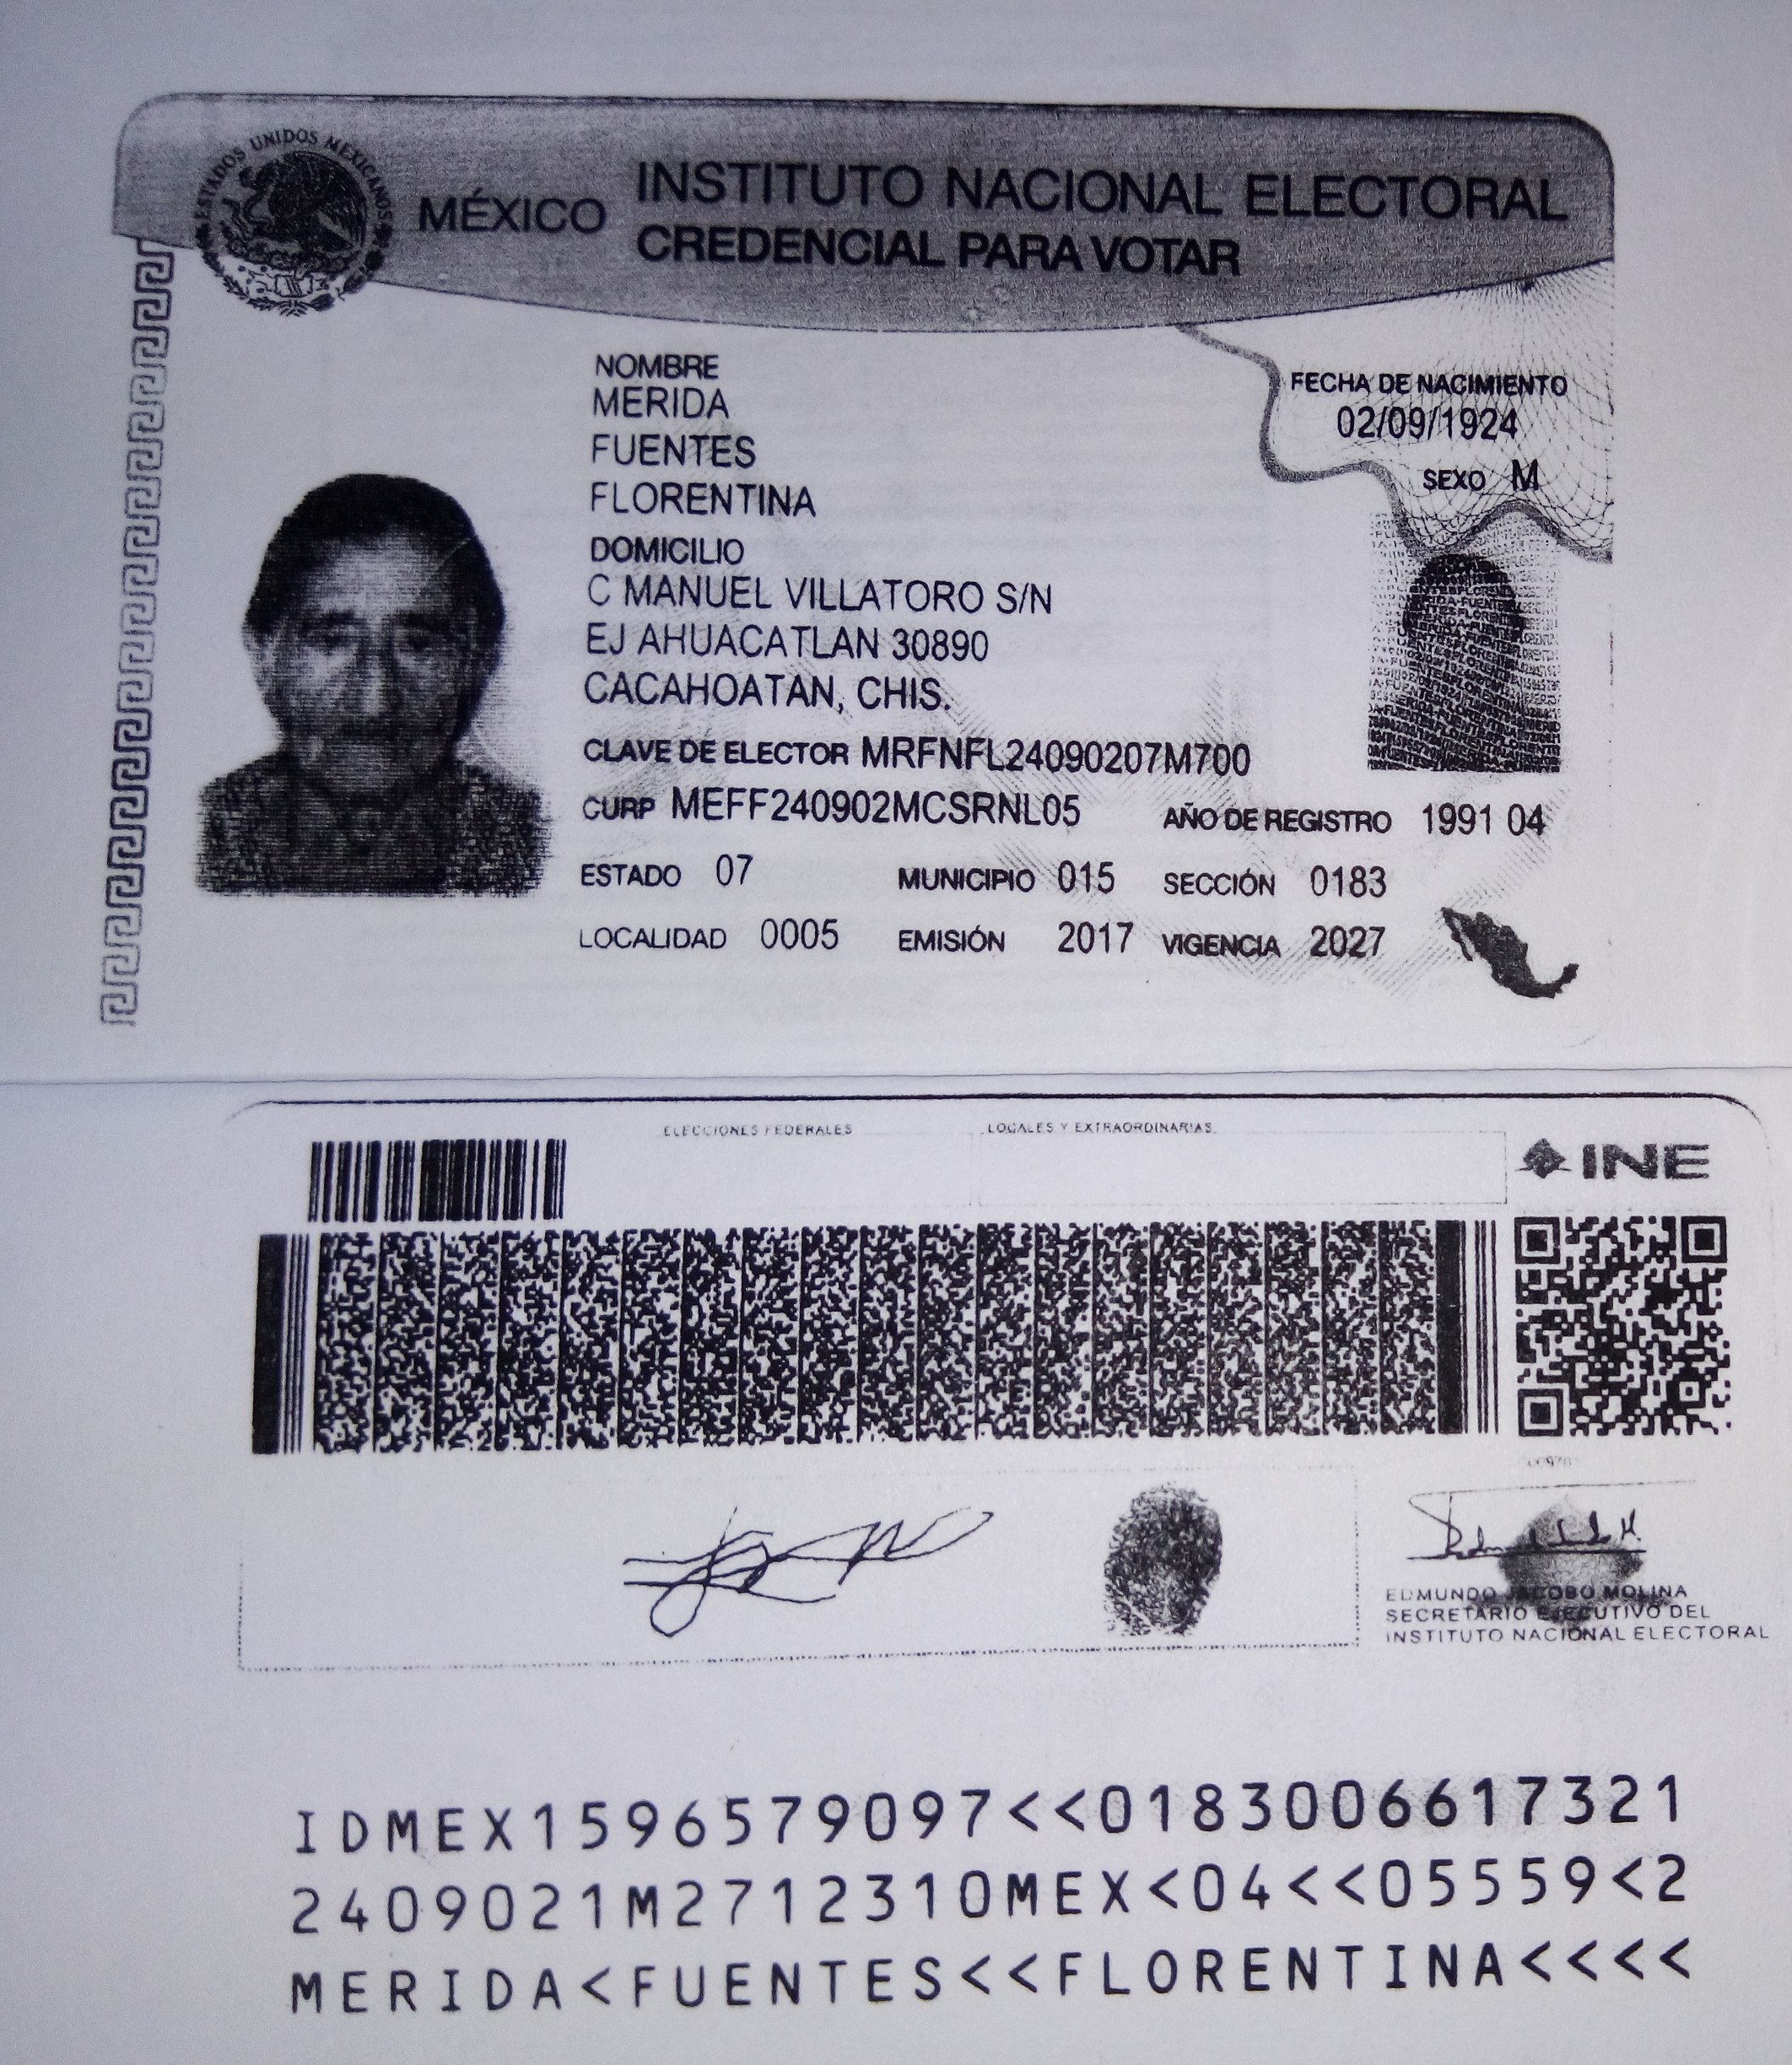 ESTADOS UNIDOS MEXICANOS
MÉXICO
INSTITUTO NACIONAL ELECTORAL
CREDENCIAL PARA VOTAR
NOMBRE
MERIDA
FUENTES
FLORENTINA
FECHA DE NACIMIENTO
02/09/1924
SEXO M
DOMICILIO
C MANUEL VILLATORO S/N
EJ AHUACATLAN 30890
CACAHOATAN, CHIS.
CLAVE DE ELECTOR MRFNFL24090207M700
CURP MEFF240902MCSRNL05 AÑO DE REGISTRO 1991 04
ESTADO 07 MUNICIPIO 015 SECCIÓN 0183
LOCALIDAD 0005 EMISIÓN 2017 VIGENCIA 2027
ELECCIONES FEDERALES LOCALES Y EXTRAORDINARIAS
INE
EDMUNDO JACOBO MOLINA
SECRETARIO EJECUTIVO DEL
INSTITUTO NACIONAL ELECTORAL
IDMEX1596579097<<0183006617321
2409021M2712310MEX<04<<05559<2
MERIDA<FUENTES<<FLORENTINA<<<<